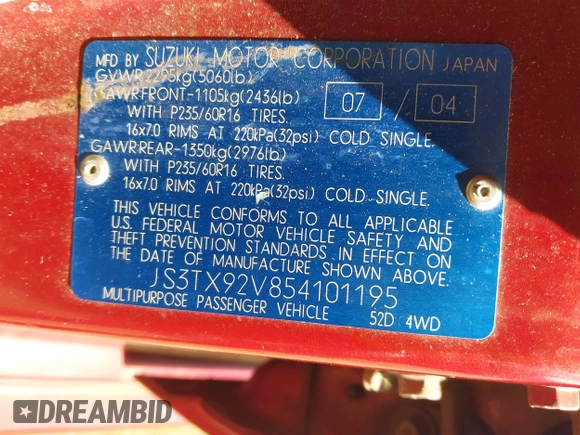 MFD BY SUZUKI MOTOR CORPORATION JAPAN
GVWR2295kg(5060lb)
GAWRFRONT-1105kg(2436lb) 07 / 04
WITH P235/60R16 TIRES.
16x7.0 RIMS AT 220kPa(32psi) COLD SINGLE.
GAWRREAR-1350kg(2976lb)
WITH P235/60R16 TIRES.
16x7.0 RIMS AT 220kPa(32psi) COLD SINGLE.
THIS VEHICLE CONFORMS TO ALL APPLICABLE
U.S. FEDERAL MOTOR VEHICLE SAFETY AND
THEFT PREVENTION STANDARDS IN EFFECT ON
THE DATE OF MANUFACTURE SHOWN ABOVE.
JS3TX92V854101195
MULTIPURPOSE PASSENGER VEHICLE 52D 4WD
DREAMBID